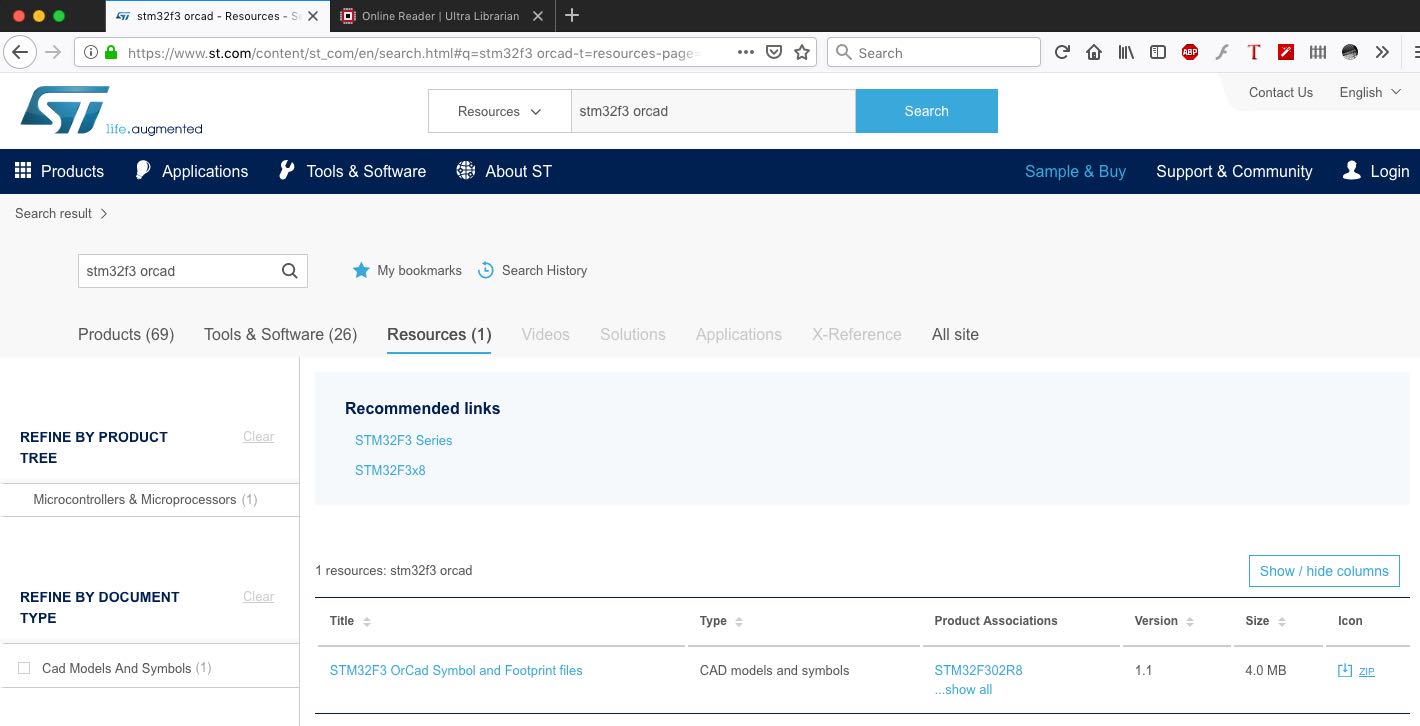 stm32f3 orcad - Resources - Se
Online Reader | Ultra Librarian
https://www.st.com/content/st_com/en/search.html#q=stm32f3 orcad-t=resources-page=
Search
ABP
T
ST
life.augmented
Resources
stm32f3 orcad
Search
Contact Us
English
Products
Applications
Tools & Software
About ST
Sample & Buy
Support & Community
Login
Search result
stm32f3 orcad
My bookmarks
Search History
Products (69)
Tools & Software (26)
Resources (1)
Videos
Solutions
Applications
X-Reference
All site
REFINE BY PRODUCT
TREE
Clear
Microcontrollers & Microprocessors (1)
REFINE BY DOCUMENT
TYPE
Clear
Cad Models And Symbols (1)
Recommended links
STM32F3 Series
STM32F3x8
1 resources: stm32f3 orcad
Show / hide columns
Title
Type
Product Associations
Version
Size
Icon
STM32F3 OrCad Symbol and Footprint files
CAD models and symbols
STM32F302R8
...show all
1.1
4.0 MB
ZIP